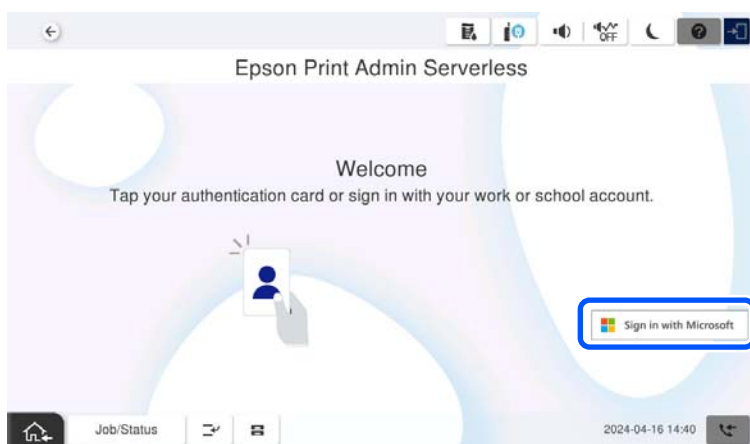 OFF
?
Epson Print Admin Serverless
Welcome
Tap your authentication card or sign in with your work or school account.
Sign in with Microsoft
Job/Status
2024-04-16 14:40